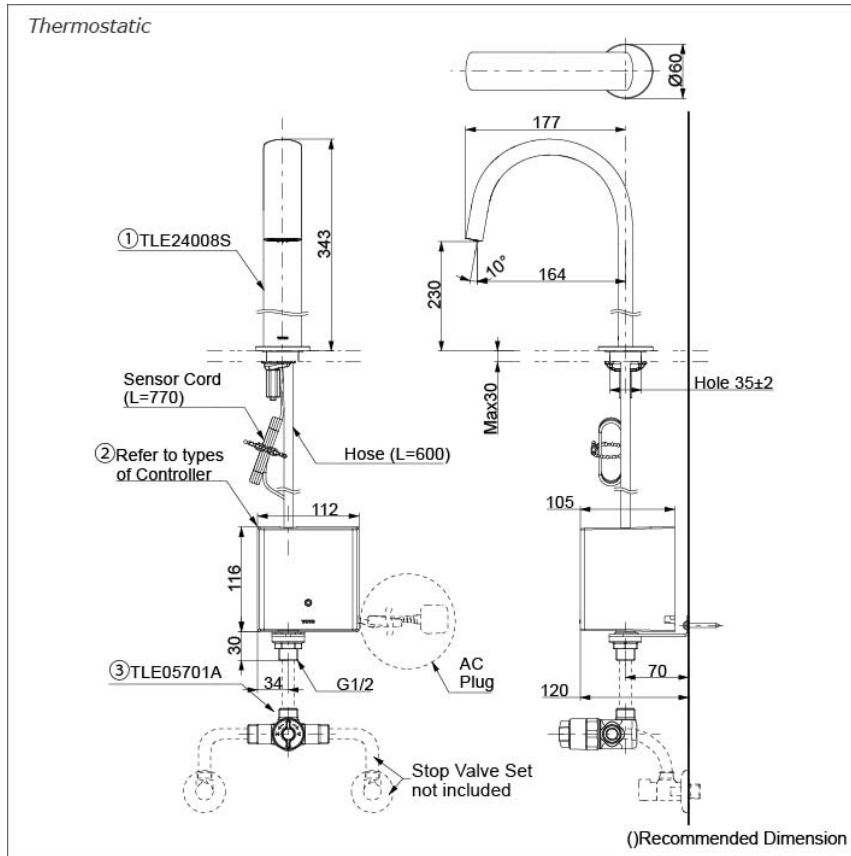 Thermostatic
Ø60
177
①TLE24008S
343
10°
164
230
Sensor Cord
(L=770)
Max30
Hole 35±2
②Refer to types
of Controller
Hose (L=600)
112
105
116
30
AC
Plug
③TLE05701A
34
G1/2
70
120
Stop Valve Set
not included
()Recommended Dimension